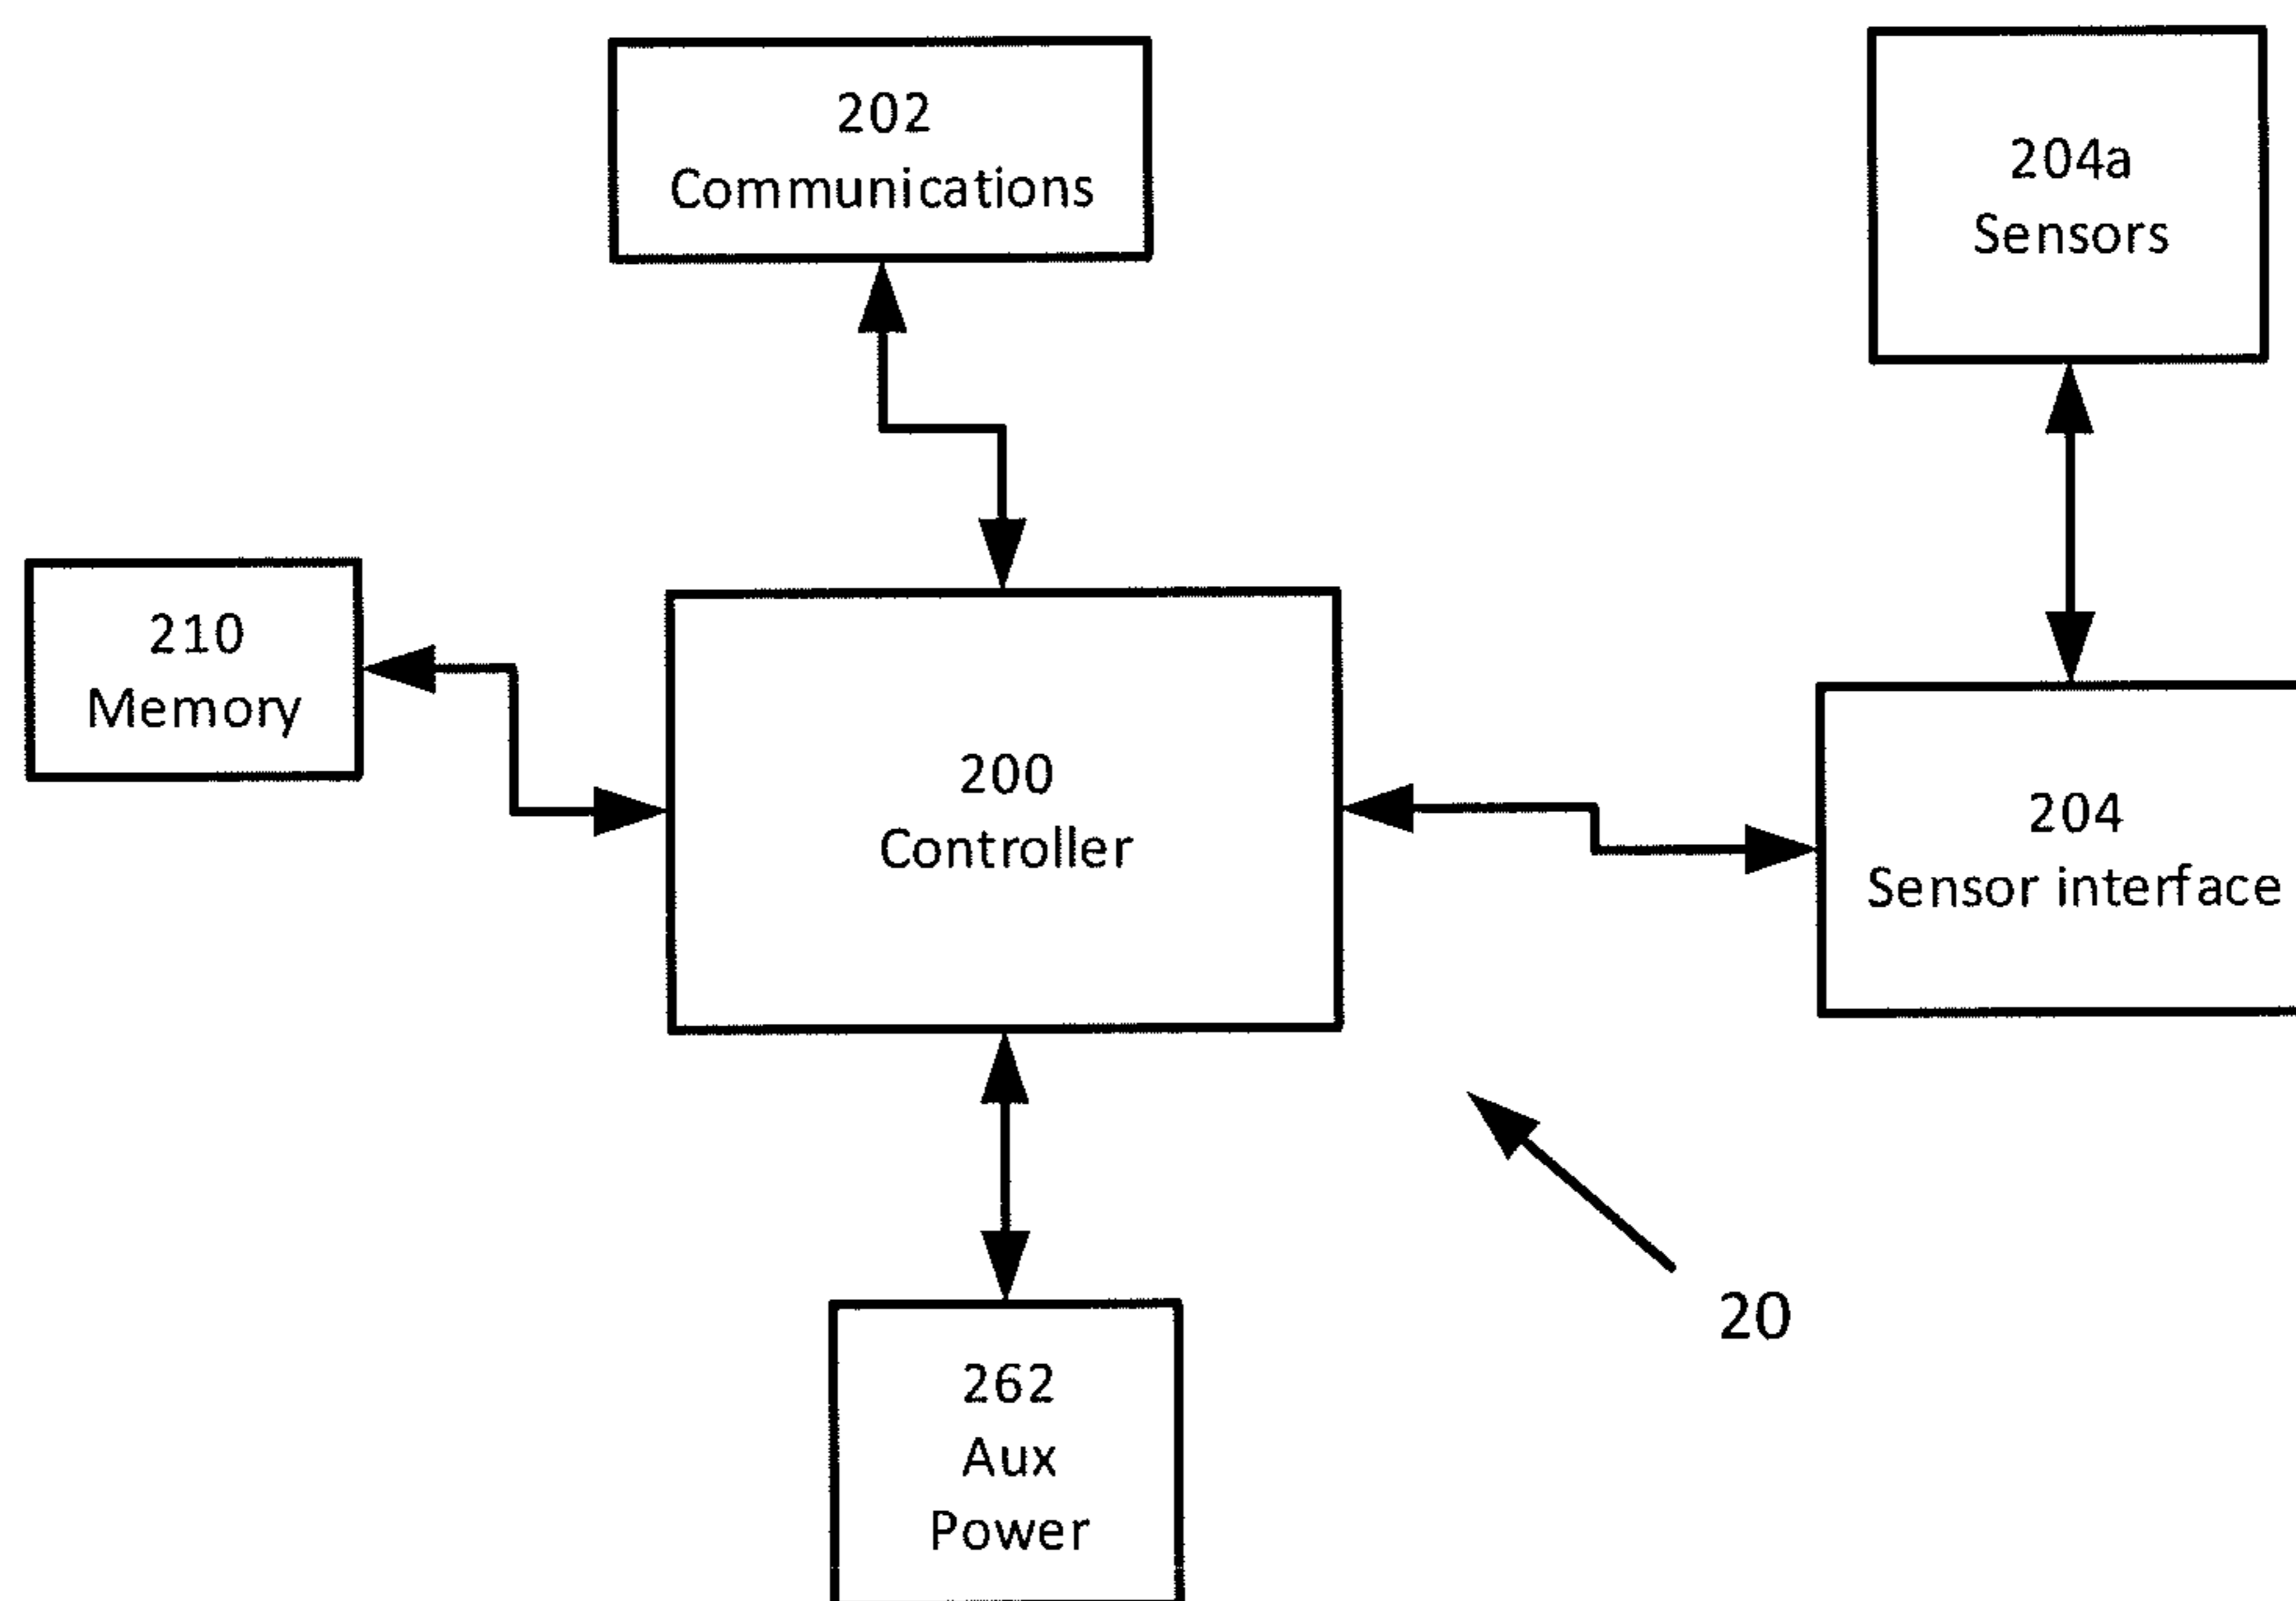 202
Communications
204a
Sensors
210
Memory
200
Controller
204
Sensor interface
20
262
Aux
Power